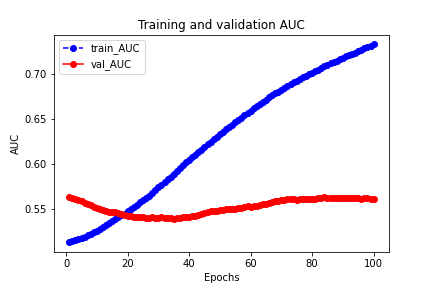 Training and validation AUC
train_AUC
val_AUC
0.70
0.65
0.60
0.55
AUC
0 20 40 60 80 100
Epochs